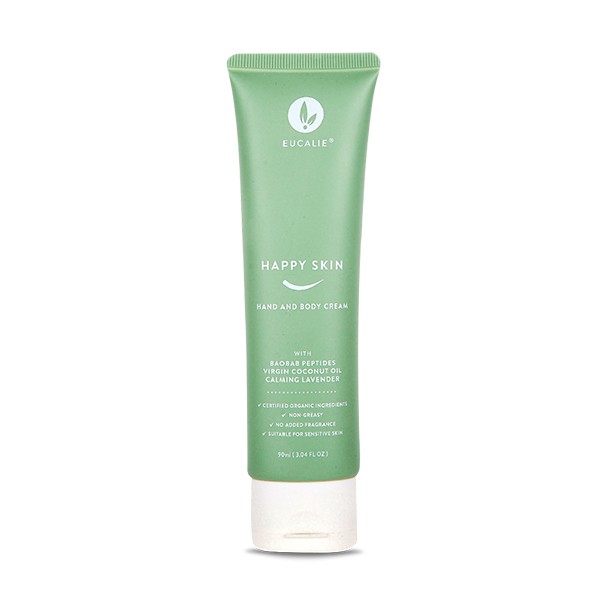 EUCALIE®
HAPPY SKIN
HAND AND BODY CREAM
WITH
BAOBAB PEPTIDES
VIRGIN COCONUT OIL
CALMING LAVENDER
✓ CERTIFIED ORGANIC INGREDIENTS
✓ NON-GREASY
✓ NO ADDED FRAGRANCE
✓ SUITABLE FOR SENSITIVE SKIN
90ml (3.04 FL OZ)